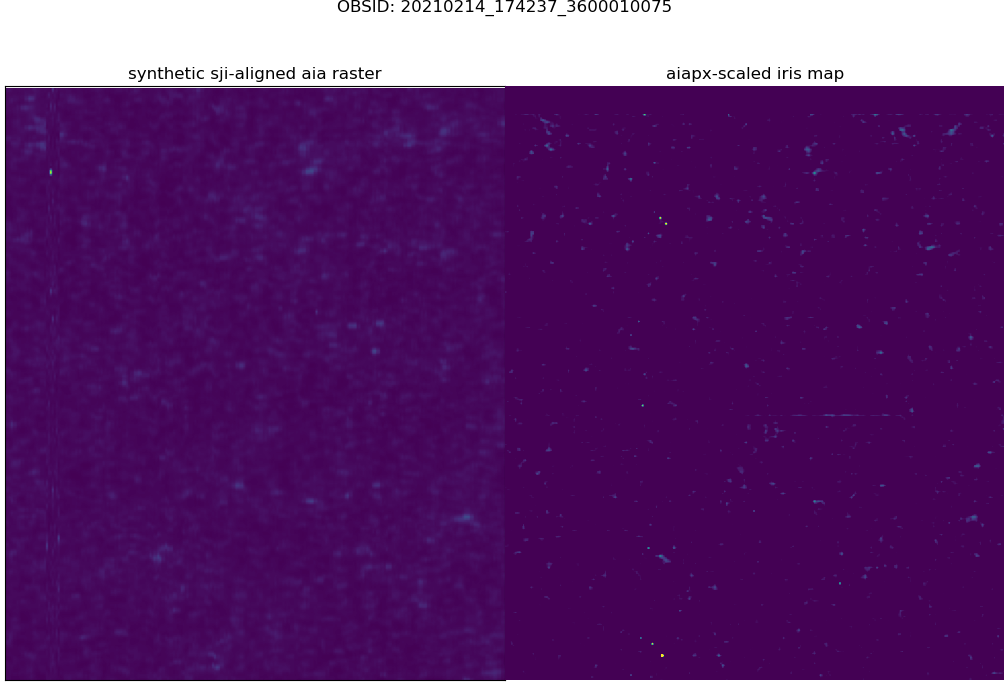 OBSID: 20210214_174237_3600010075
synthetic sji-aligned aia raster
aiapx-scaled iris map